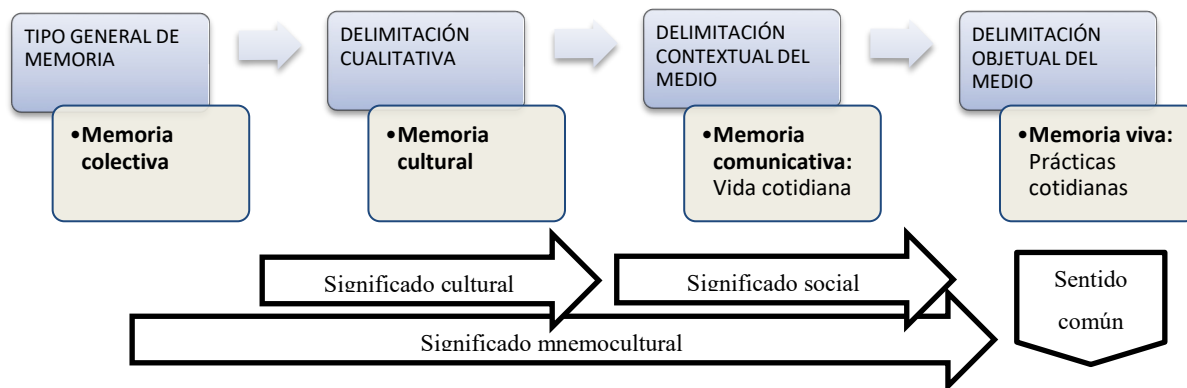 TIPO GENERAL DE
MEMORIA
•Memoria
colectiva
DELIMITACIÓN
CUALITATIVA
•Memoria
cultural
DELIMITACIÓN
CONTEXTUAL DEL
MEDIO
•Memoria
comunicativa:
Vida cotidiana
DELIMITACIÓN
OBJETUAL DEL
MEDIO
•Memoria viva:
Prácticas
cotidianas
Significado cultural
Significado social
Significado mnemocultural
Sentido
común